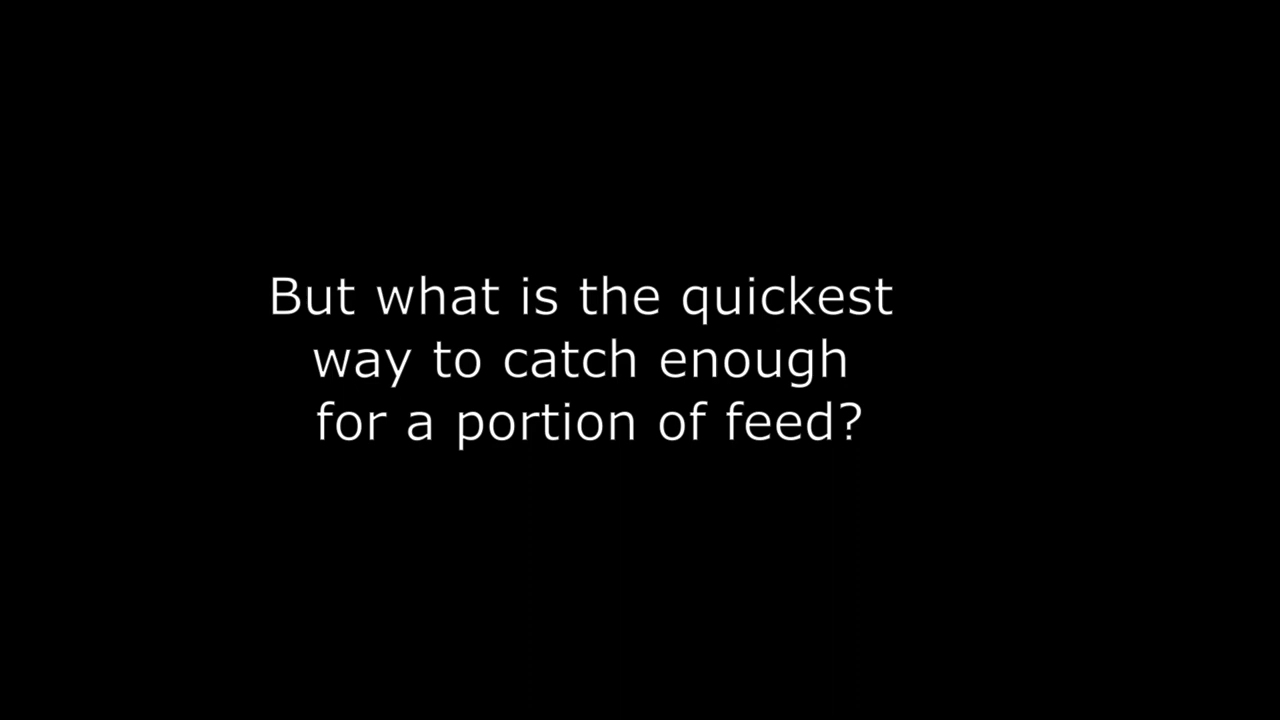 But what is the quickest
way to catch enough
for a portion of feed?